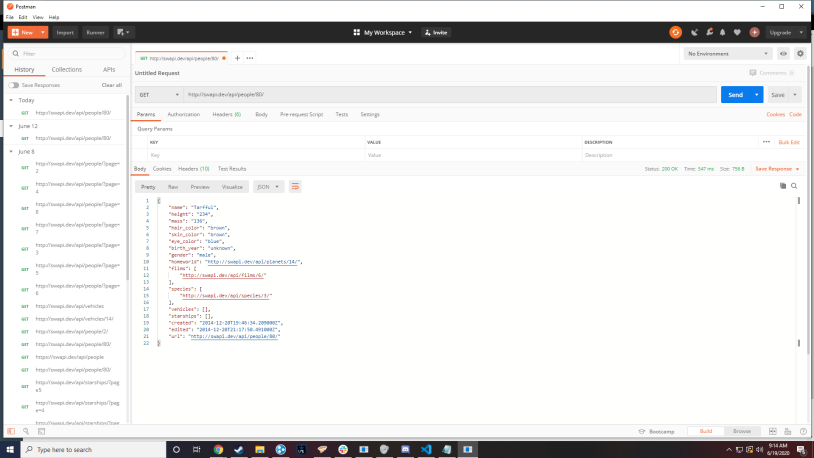 Postman
File Edit View Help
New Import Runner My Workspace Invite Upgrade
Filter
History Collections APIs
Save Responses Clear all
Today
GET http://swapi.dev/api/people/80/
June 12
GET http://swapi.dev/api/people/80/
June 8
GET http://swapi.dev/api/people/?page=
2
GET http://swapi.dev/api/people/?page=
4
GET http://swapi.dev/api/people/?page=
GET http://swapi.dev/api/people/?page=
7
GET http://swapi.dev/api/people/?page=
3
GET http://swapi.dev/api/people/?page=
5
GET http://swapi.dev/api/people/?page=
GET http://swapi.dev/api/vehicles
GET http://swapi.dev/api/vehicles/14/
GET http://swapi.dev/api/people/2/
GET http://swapi.dev/api/people/80/
GET https://swapi.dev/api/people
GET http://swapi.dev/api/people/80/
GET http://swapi.dev/api/starships/?pag
e5
GET http://swapi.dev/api/starships/?pag
e=4
GET http://swapi.dev/api/starships/?pag
GET http://swapi.dev/api/people/80/
No Environment
Untitled Request
Comments 0
GET http://swapi.dev/api/people/80/ Send Save
Params Authorization Headers (6) Body Pre-request Script Tests Settings Cookies Code
Query Params
KEY VALUE DESCRIPTION Bulk Edit
Key Value Description
Body Cookies Headers (10) Test Results Status: 200 OK Time: 547 ms Size: 756 B Save Response
Pretty Raw Preview Visualize JSON
1 {
2 "name": "Tarfful",
3 "height": "234",
4 "mass": "136",
5 "hair_color": "brown",
6 "skin_color": "brown",
7 "eye_color": "blue",
8 "birth_year": "unknown",
9 "gender": "male",
10 "homeworld": "http://swapi.dev/api/planets/14/",
11 "films": [
12 "http://swapi.dev/api/films/6/"
13 ],
14 "species": [
15 "http://swapi.dev/api/species/3/"
16 ],
17 "vehicles": [],
18 "starships": [],
19 "created": "2014-12-20T19:46:34.209000Z",
20 "edited": "2014-12-20T21:17:50.491000Z",
21 "url": "http://swapi.dev/api/people/80/"
22 }
Bootcamp Build Browse
Type here to search
9:14 AM
6/19/2020